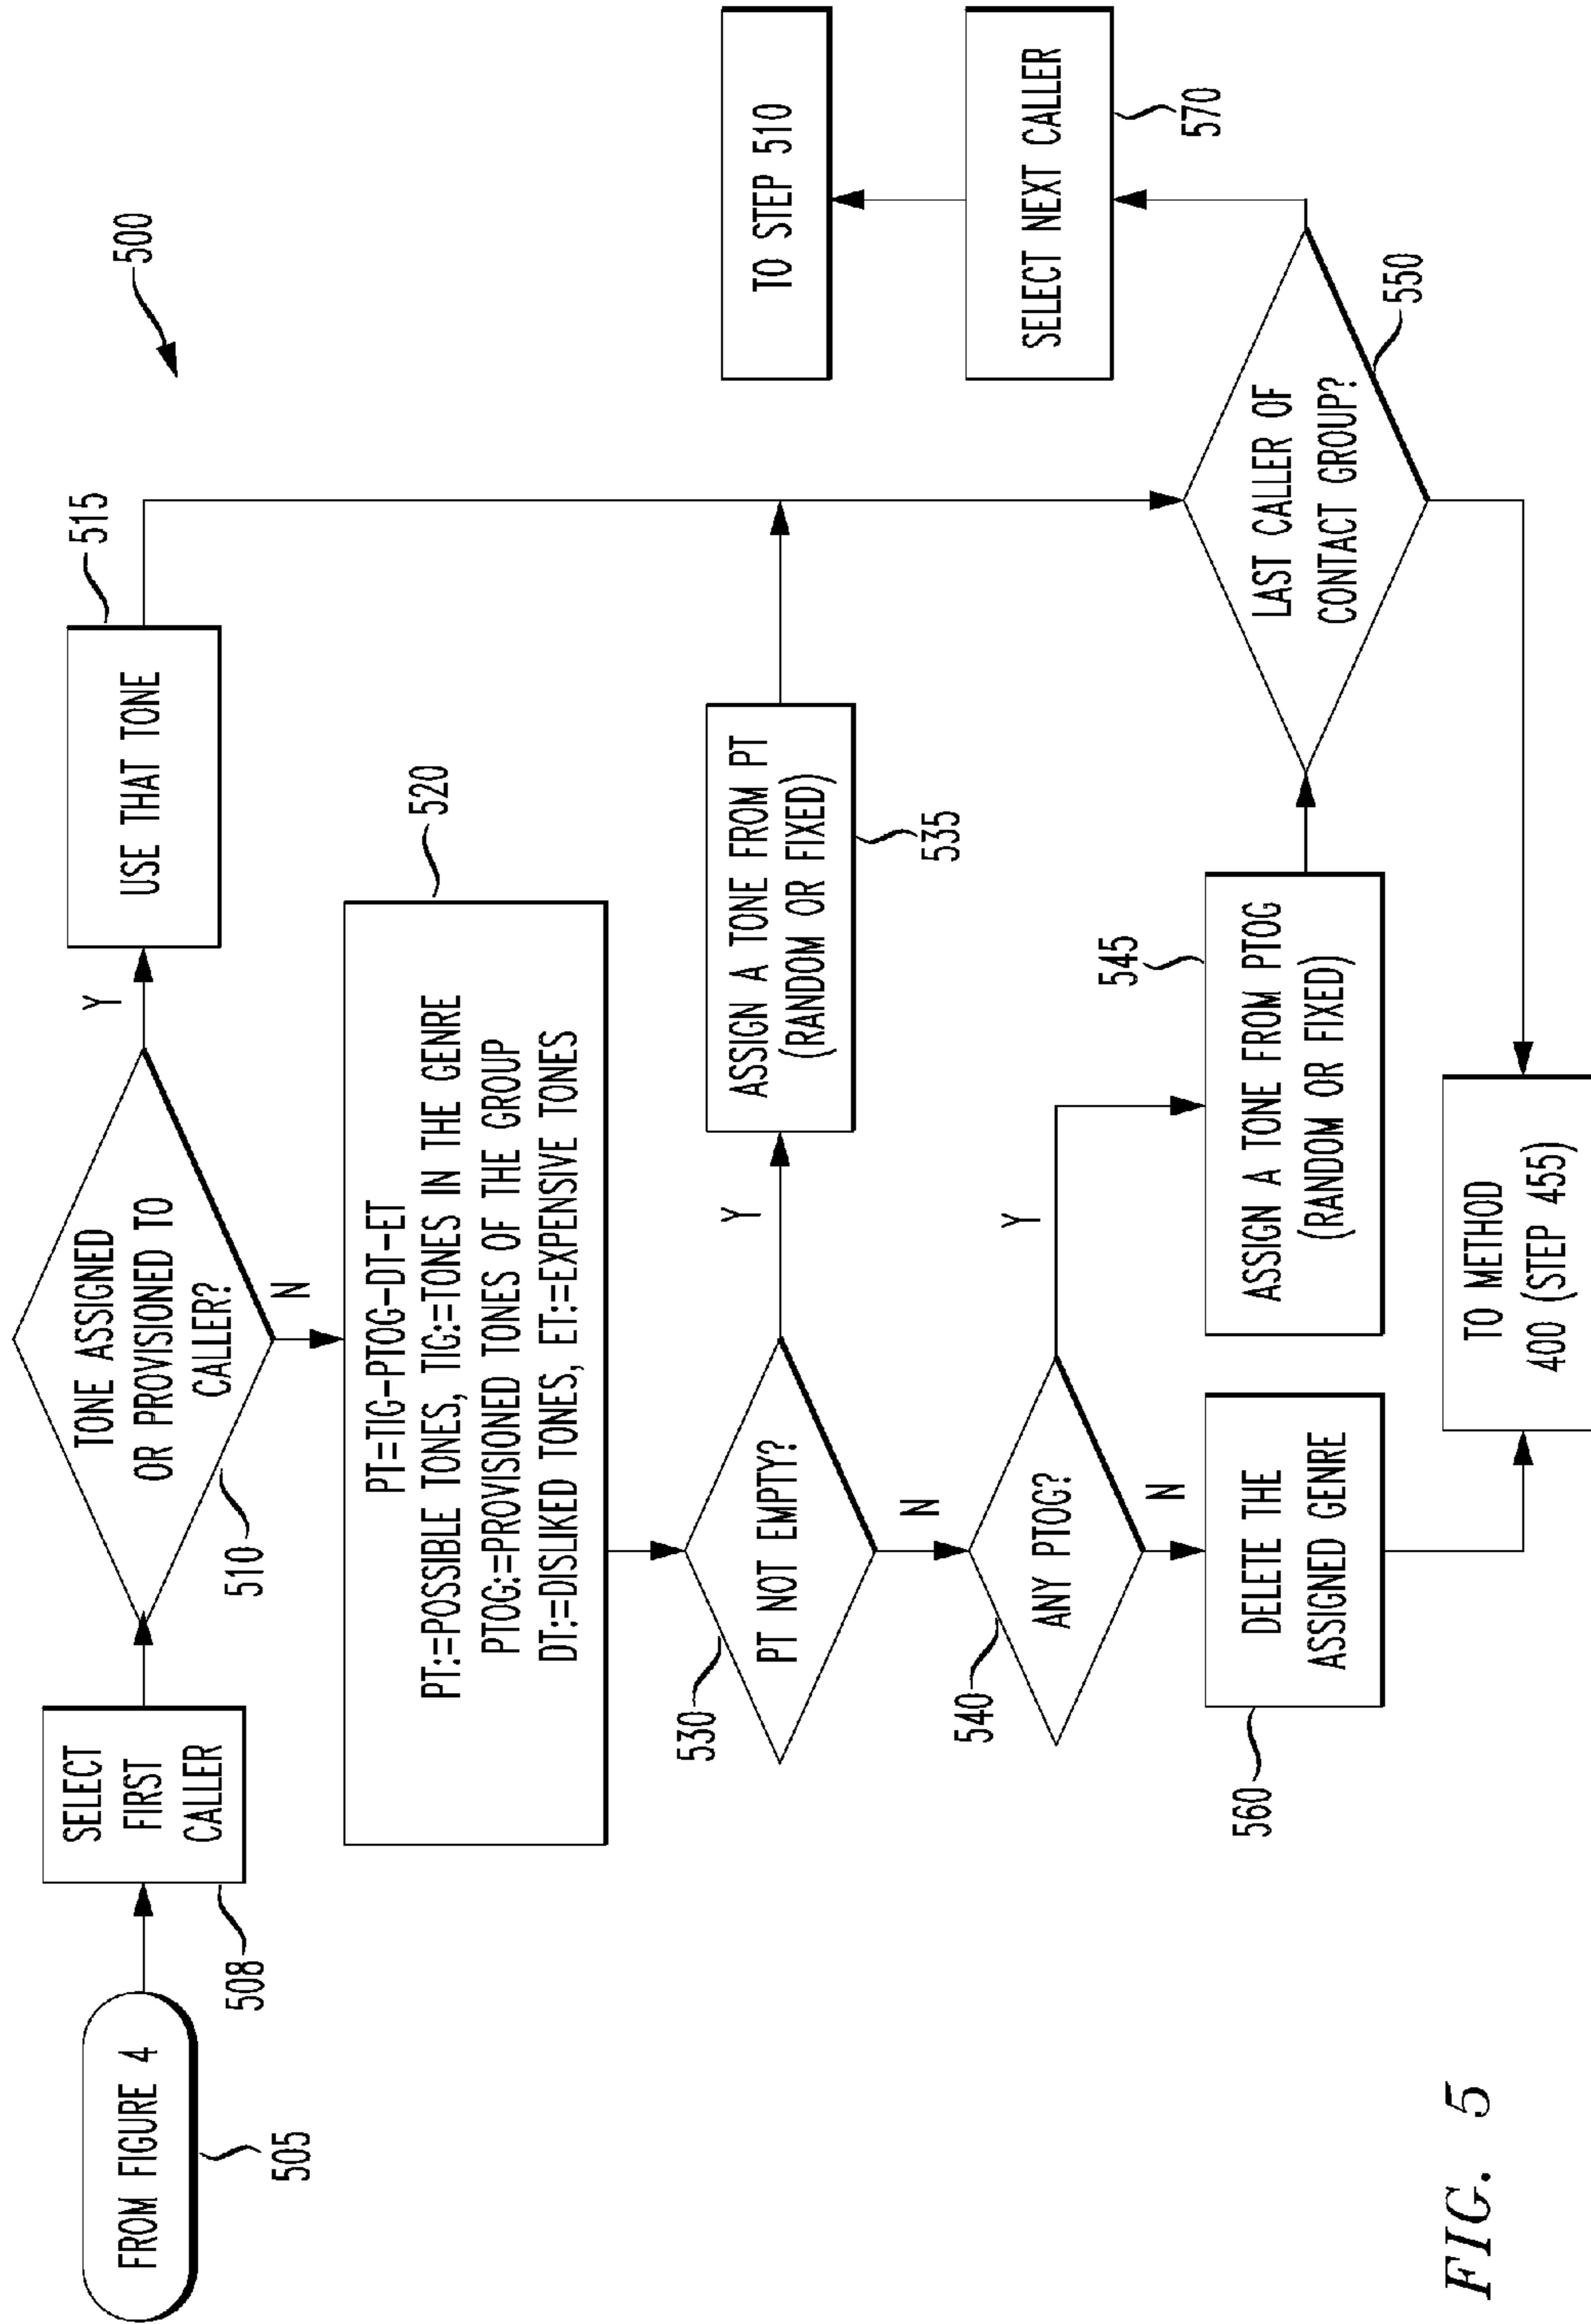 500
FROM FIGURE 4
505
SELECT
FIRST
CALLER
508
TONE ASSIGNED
OR PROVISIONED TO
CALLER?
510
Y
N
USE THAT TONE
515
PT=TIG-PTOG-DT-ET
PT:=POSSIBLE TONES, TIG:=TONES IN THE GENRE
PTOG:=PROVISIONED TONES OF THE GROUP
DT:=DISLIKED TONES, ET:=EXPENSIVE TONES
520
PT NOT EMPTY?
530
Y
N
ASSIGN A TONE FROM PT
(RANDOM OR FIXED)
535
ANY PTOG?
540
Y
N
ASSIGN A TONE FROM PTOG
(RANDOM OR FIXED)
545
DELETE THE
ASSIGNED GENRE
560
LAST CALLER OF
CONTACT GROUP?
550
SELECT NEXT CALLER
570
TO STEP 510
TO METHOD
400 (STEP 455)
FIG. 5